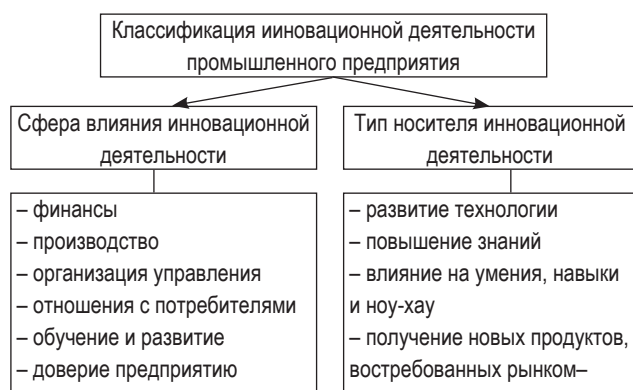 Классификация ииновационной деятельности
промышленного предприятия
Сфера влияния инновационной
деятельности
Тип носителя инновационной
деятельности
– финансы
– производство
– организация управления
– отношения с потребителями
– обучение и развитие
– доверие предприятию
– развитие технологии
– повышение знаний
– влияние на умения, навыки
и ноу-хау
– получение новых продуктов,
востребованных рынком–